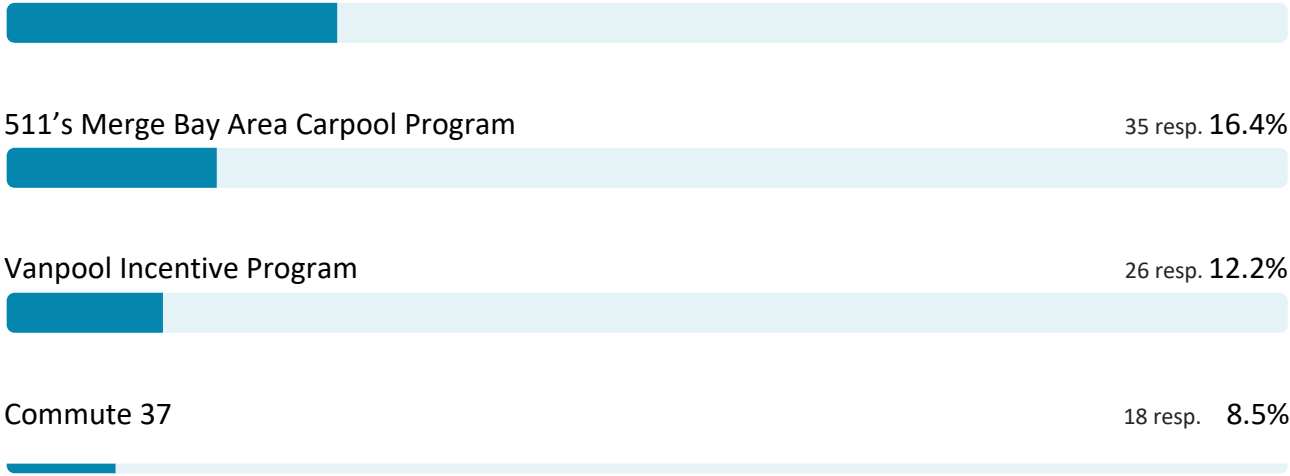 511’s Merge Bay Area Carpool Program 35 resp. 16.4%
Vanpool Incentive Program 26 resp. 12.2%
Commute 37 18 resp. 8.5%